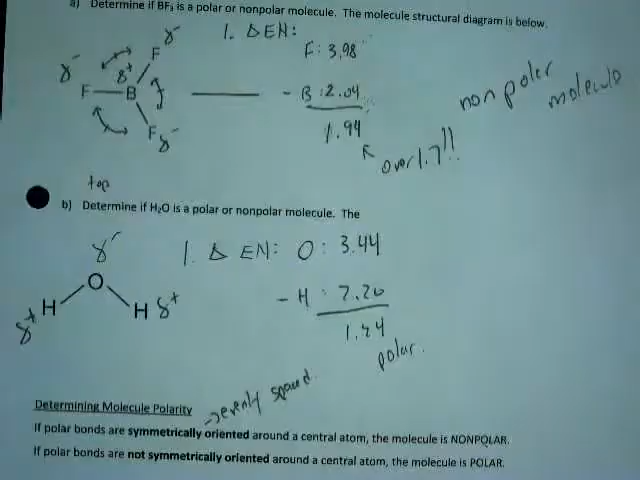 a) Determine if BF₃ is a polar or nonpolar molecule. The molecule structural diagram is below.
1. ΔEN:
F: 3.98
δ-
F
δ-
δ+
F
B
- B: 2.04
F
δ-
1.94
over 1.7!!
nonpolar
molecule
top
b) Determine if H₂O is a polar or nonpolar molecule. The
δ-
1. Δ EN: O: 3.44
O
H
H δ+
- H: 2.20
δ+
1.24
polar.
→ evenly spaced.
Determining Molecule Polarity
If polar bonds are symmetrically oriented around a central atom, the molecule is NONPOLAR.
If polar bonds are not symmetrically oriented around a central atom, the molecule is POLAR.